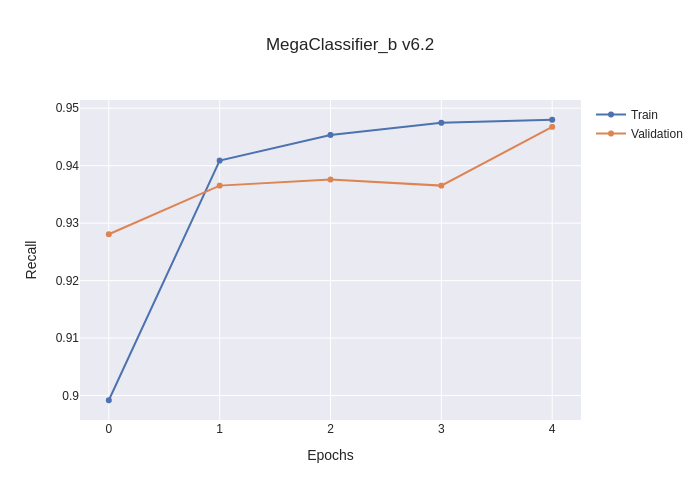 MegaClassifier_b v6.2
Train
Validation
Recall
0.95
0.94
0.93
0.92
0.91
0.9
0 1 2 3 4
Epochs